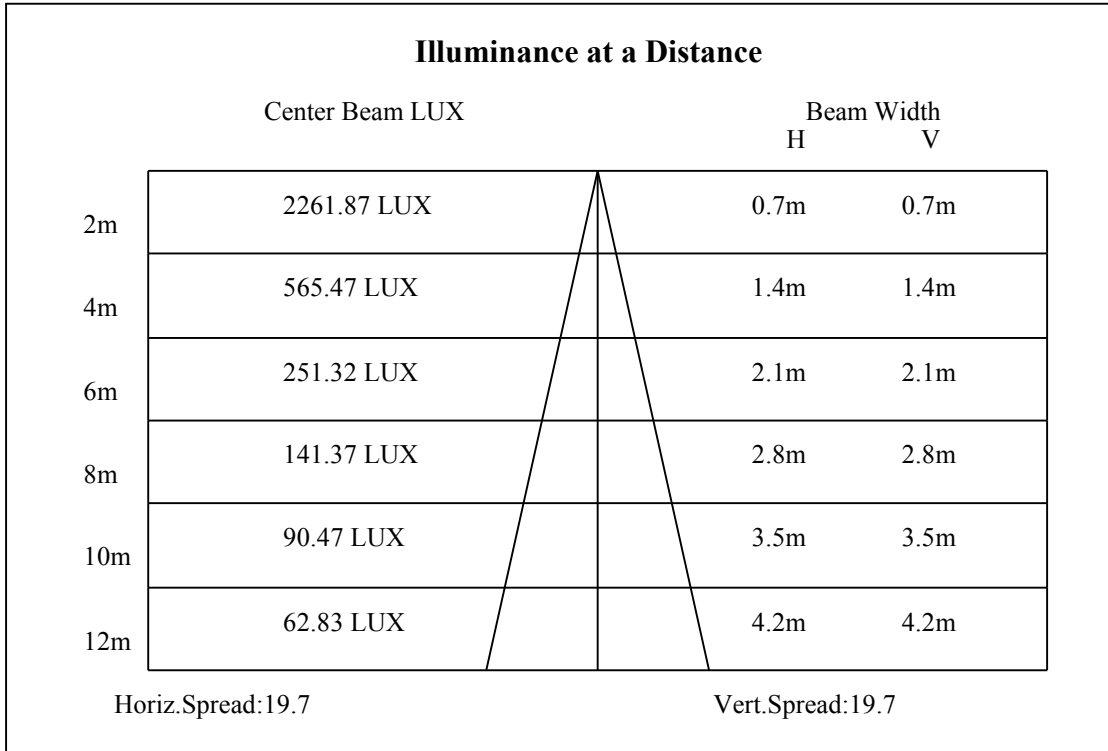 Illuminance at a Distance
Center Beam LUX Beam Width
H V
2m 2261.87 LUX 0.7m 0.7m
4m 565.47 LUX 1.4m 1.4m
6m 251.32 LUX 2.1m 2.1m
8m 141.37 LUX 2.8m 2.8m
10m 90.47 LUX 3.5m 3.5m
12m 62.83 LUX 4.2m 4.2m
Horiz.Spread:19.7 Vert.Spread:19.7